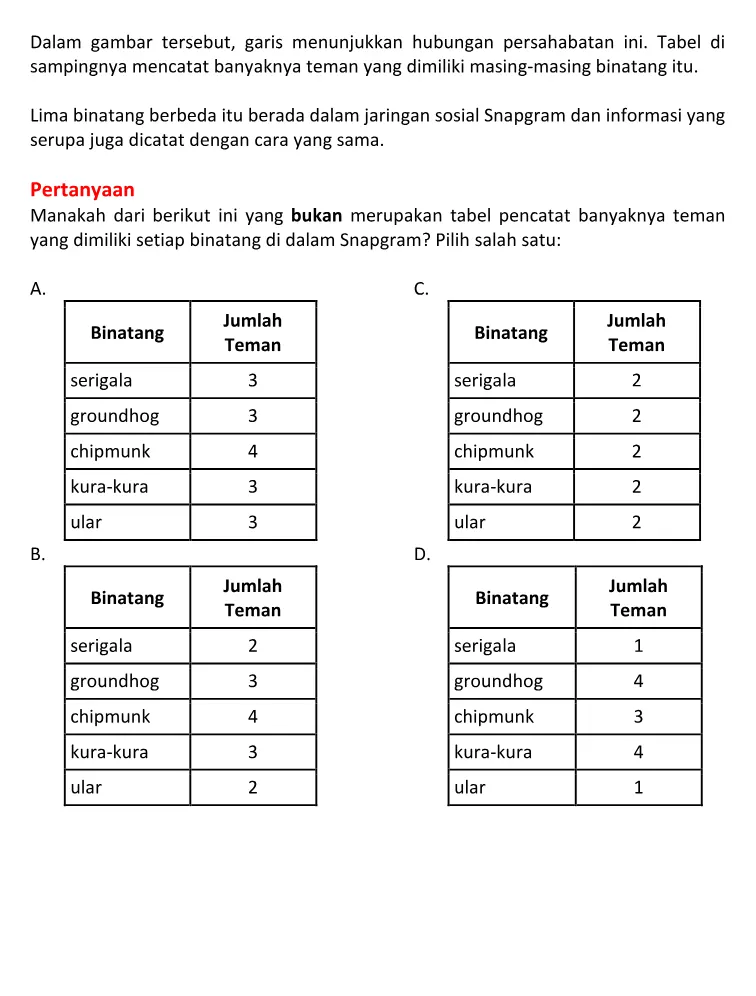 Dalam gambar tersebut, garis menunjukkan hubungan persahabatan ini. Tabel di
sampingnya mencatat banyaknya teman yang dimiliki masing-masing binatang itu.
Lima binatang berbeda itu berada dalam jaringan sosial Snapgram dan informasi yang
serupa juga dicatat dengan cara yang sama.
Pertanyaan
Manakah dari berikut ini yang bukan merupakan tabel pencatat banyaknya teman
yang dimiliki setiap binatang di dalam Snapgram? Pilih salah satu:
A.
Binatang Jumlah
Teman
serigala 3
groundhog 3
chipmunk 4
kura-kura 3
ular 3
B.
Binatang Jumlah
Teman
serigala 2
groundhog 3
chipmunk 4
kura-kura 3
ular 2
C.
Binatang Jumlah
Teman
serigala 2
groundhog 2
chipmunk 2
kura-kura 2
ular 2
D.
Binatang Jumlah
Teman
serigala 1
groundhog 4
chipmunk 3
kura-kura 4
ular 1